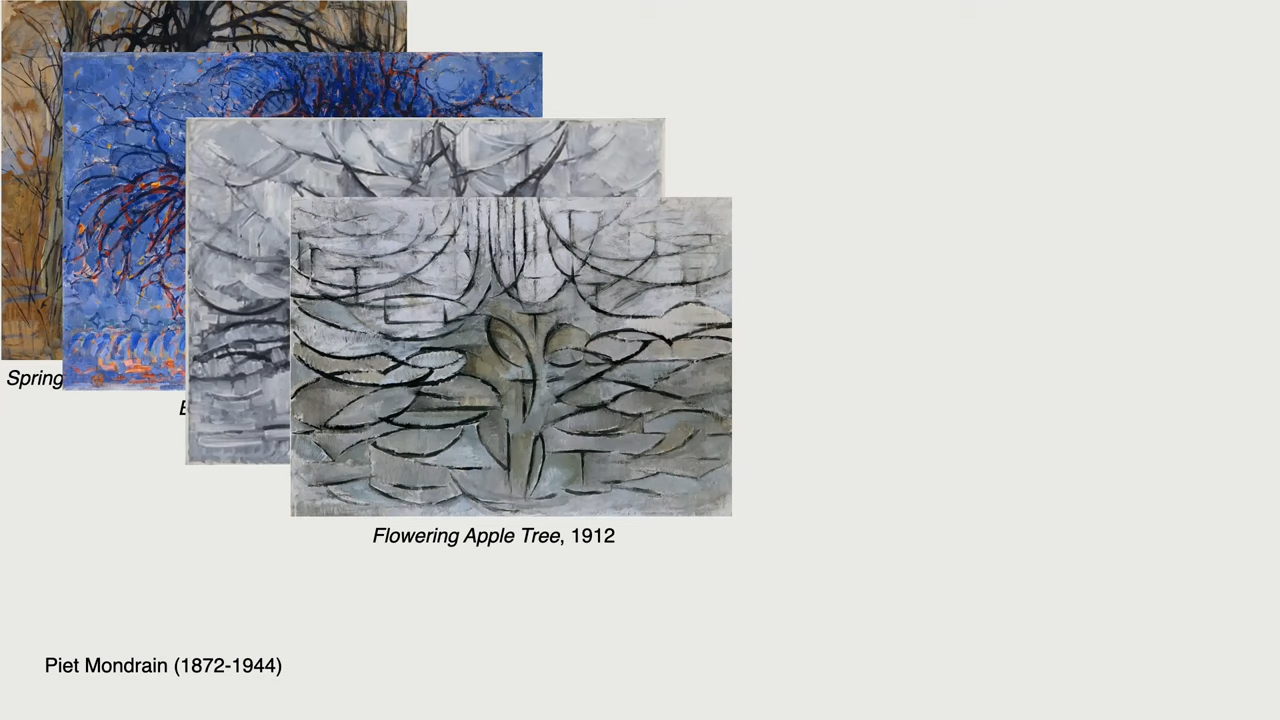 Spring
Flowering Apple Tree, 1912
Piet Mondrain (1872-1944)